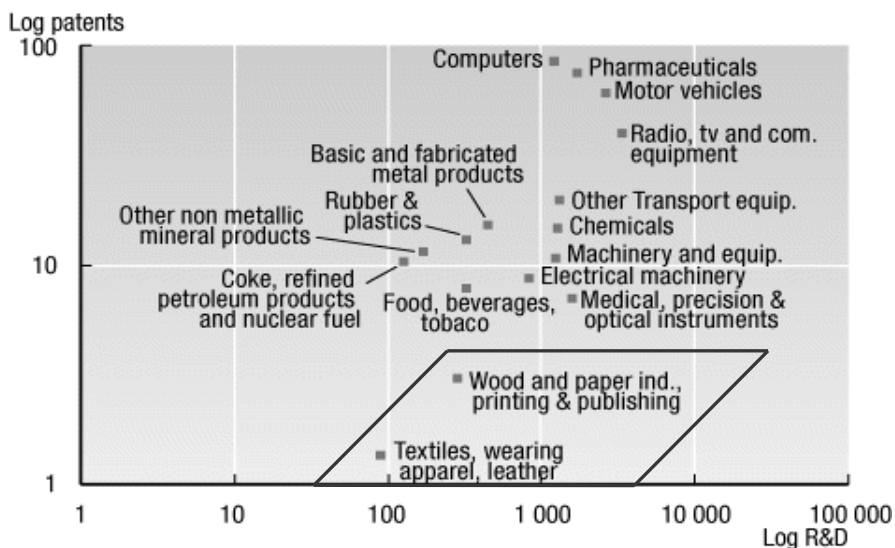 Log patents
100
Computers
Pharmaceuticals
Motor vehicles
Radio, tv and com.
equipment
Basic and fabricated
metal products
Rubber &
plastics
Other Transport equip.
Other non metallic
mineral products
Chemicals
Machinery and equip.
10
Coke, refined
petroleum products
and nuclear fuel
Electrical machinery
Food, beverages,
tobacco
Medical, precision &
optical instruments
Wood and paper ind.,
printing & publishing
Textiles, wearing
apparel, leather
1
1
10
100
1 000
10 000
100 000
Log R&D